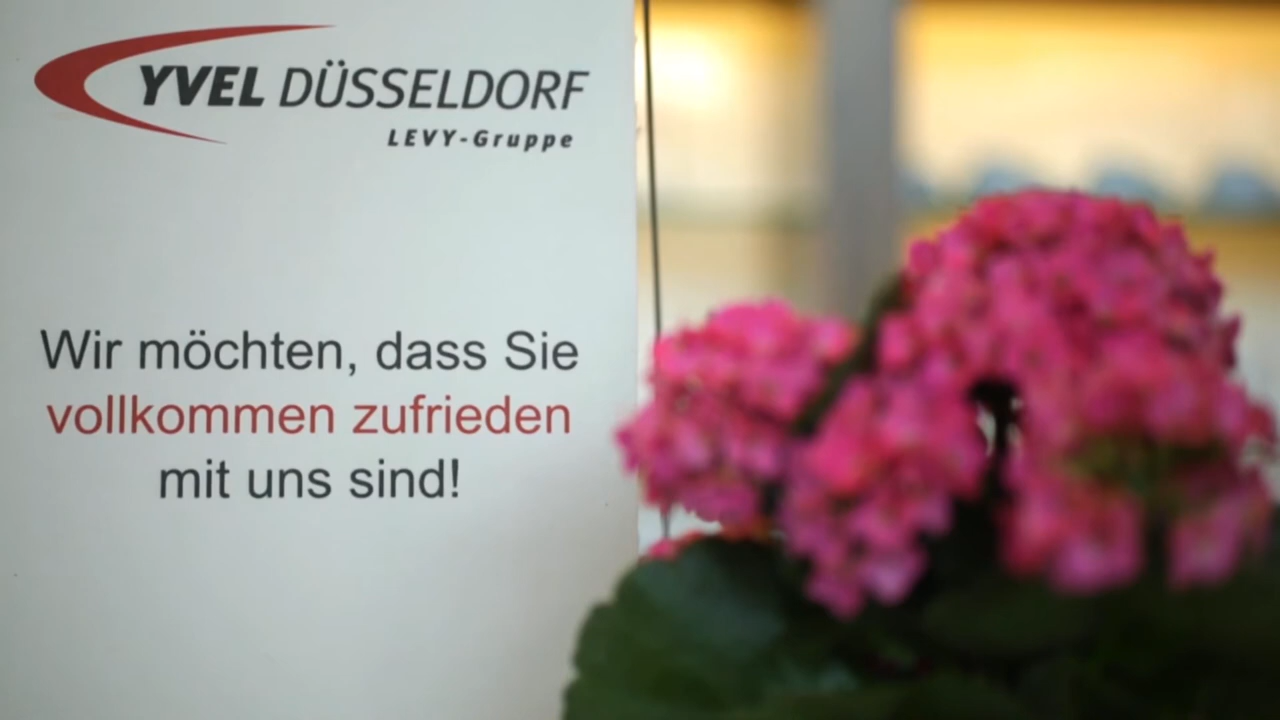 YVEL DÜSSELDORF
LEVY-Gruppe
Wir möchten, dass Sie
vollkommen zufrieden
mit uns sind!